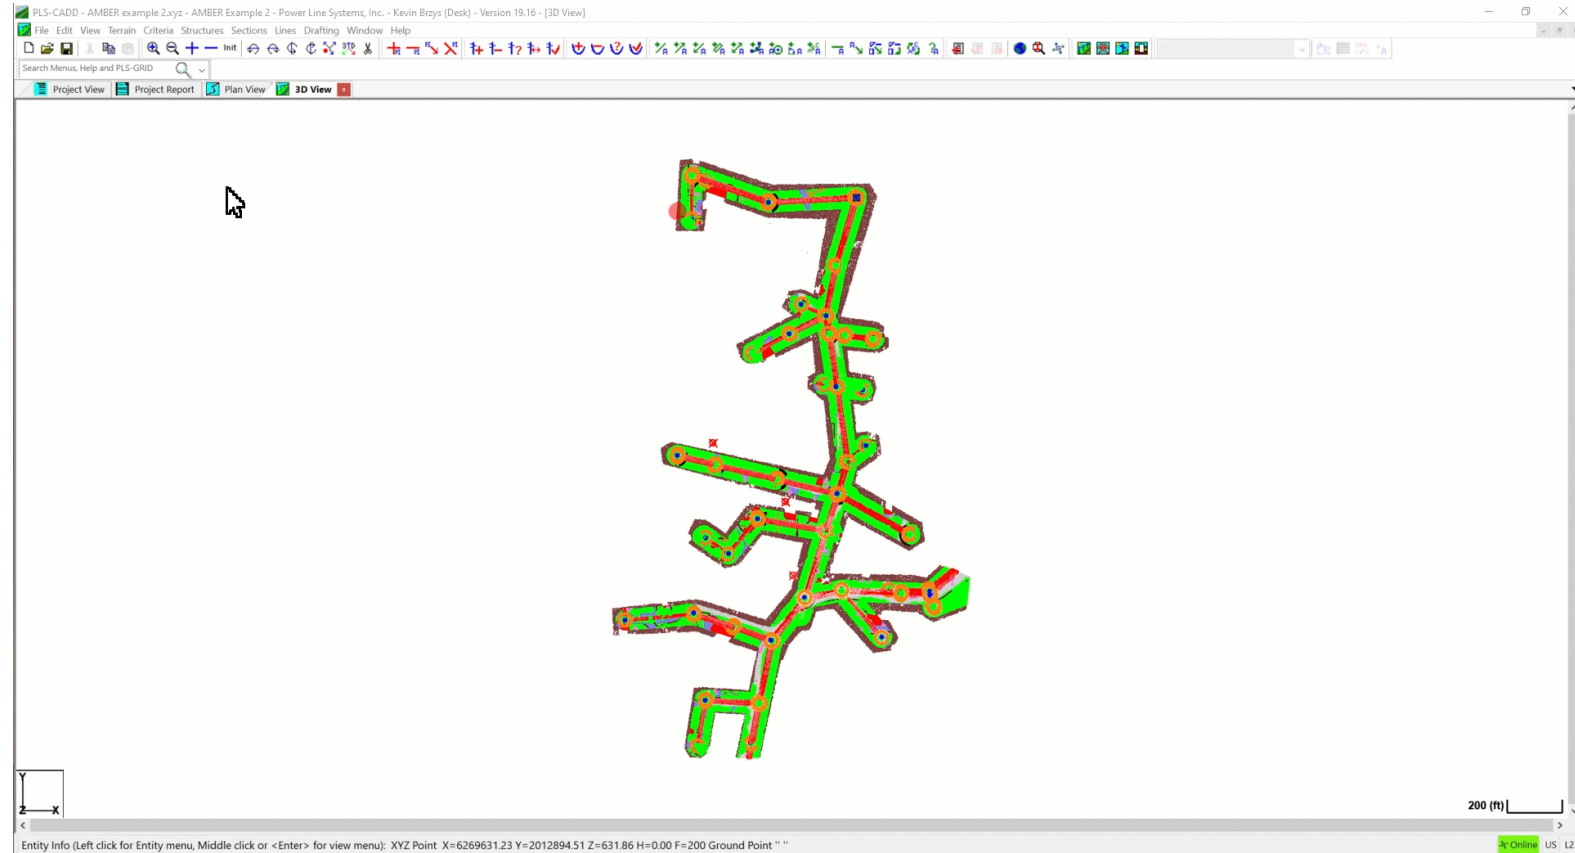 PLS-CADD - AMBER example 2.xyz - AMBER Example 2 - Power Line Systems, Inc. - Kevin Brzys (Desk) - Version 19.16 - [3D View]
File Edit View Terrain Criteria Structures Sections Lines Drafting Window Help
Init
Search Menus, Help and PLS-GRID
Project View Project Report Plan View 3D View
Y
Z X
200 (ft)
Entity Info (Left click for Entity menu, Middle click or <Enter> for view menu): XYZ Point X=6269631.23 Y=2012894.51 Z=631.86 H=0.00 F=200 Ground Point '' ''
Online US L2